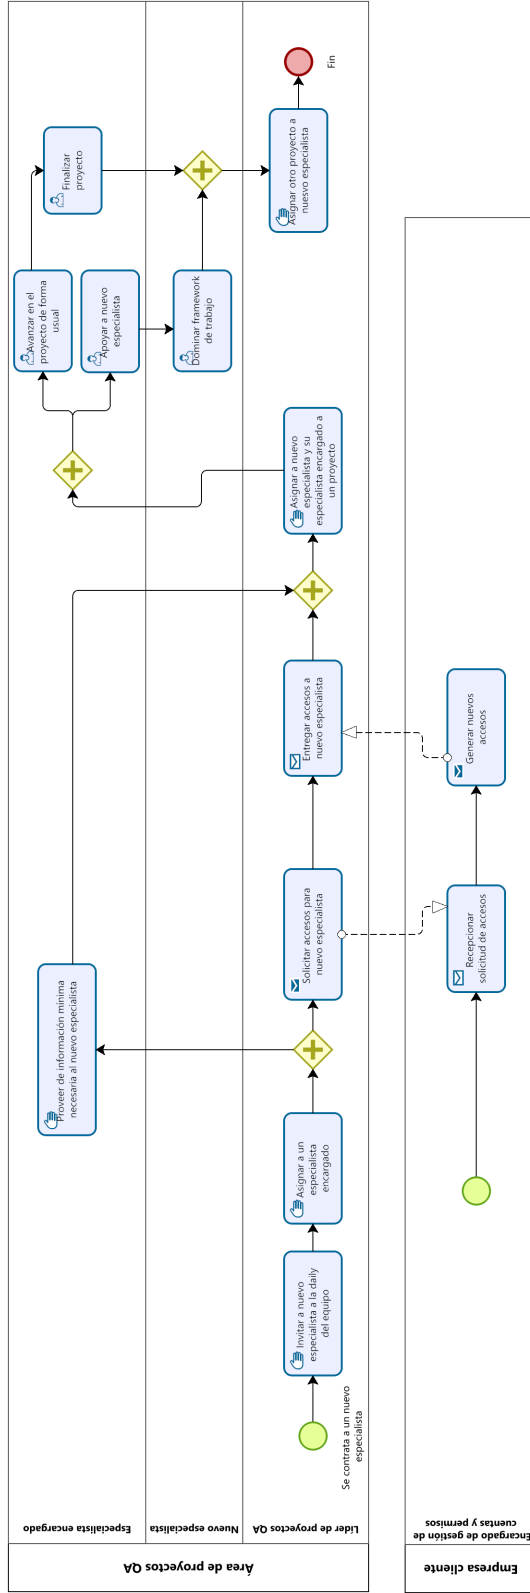 Área de proyectos QA
Especialista encargado
Nuevo especialista
Líder de proyectos QA
Se contrata a un nuevo
especialista
Invitar a nuevo
especialista a la daily
del equipo
Asignar a un
especialista
encargado
Proveer de información mínima
necesaria al nuevo especialista
Solicitar accesos para
nuevo especialista
Entregar accesos a
nuevo especialista
Asignar a nuevo
especialista y su
especialista encargado a
un proyecto
Avanzar en el
proyecto de forma
usual
Apoyar a nuevo
especialista
Dominar framework
de trabajo
Finalizar
proyecto
Asignar otro proyecto a
nuesvo especialista
Fin
Empresa cliente
Encargado de gestión de
cuentas y permisos
Recepcionar
solicitud de accesos
Generar nuevos
accesos